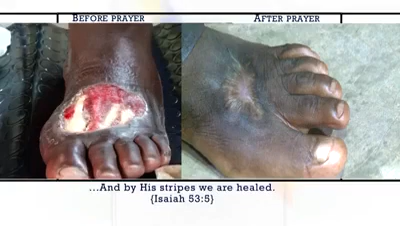 BEFORE PRAYER
AFTER PRAYER
...And by His stripes we are healed.
{Isaiah 53:5}